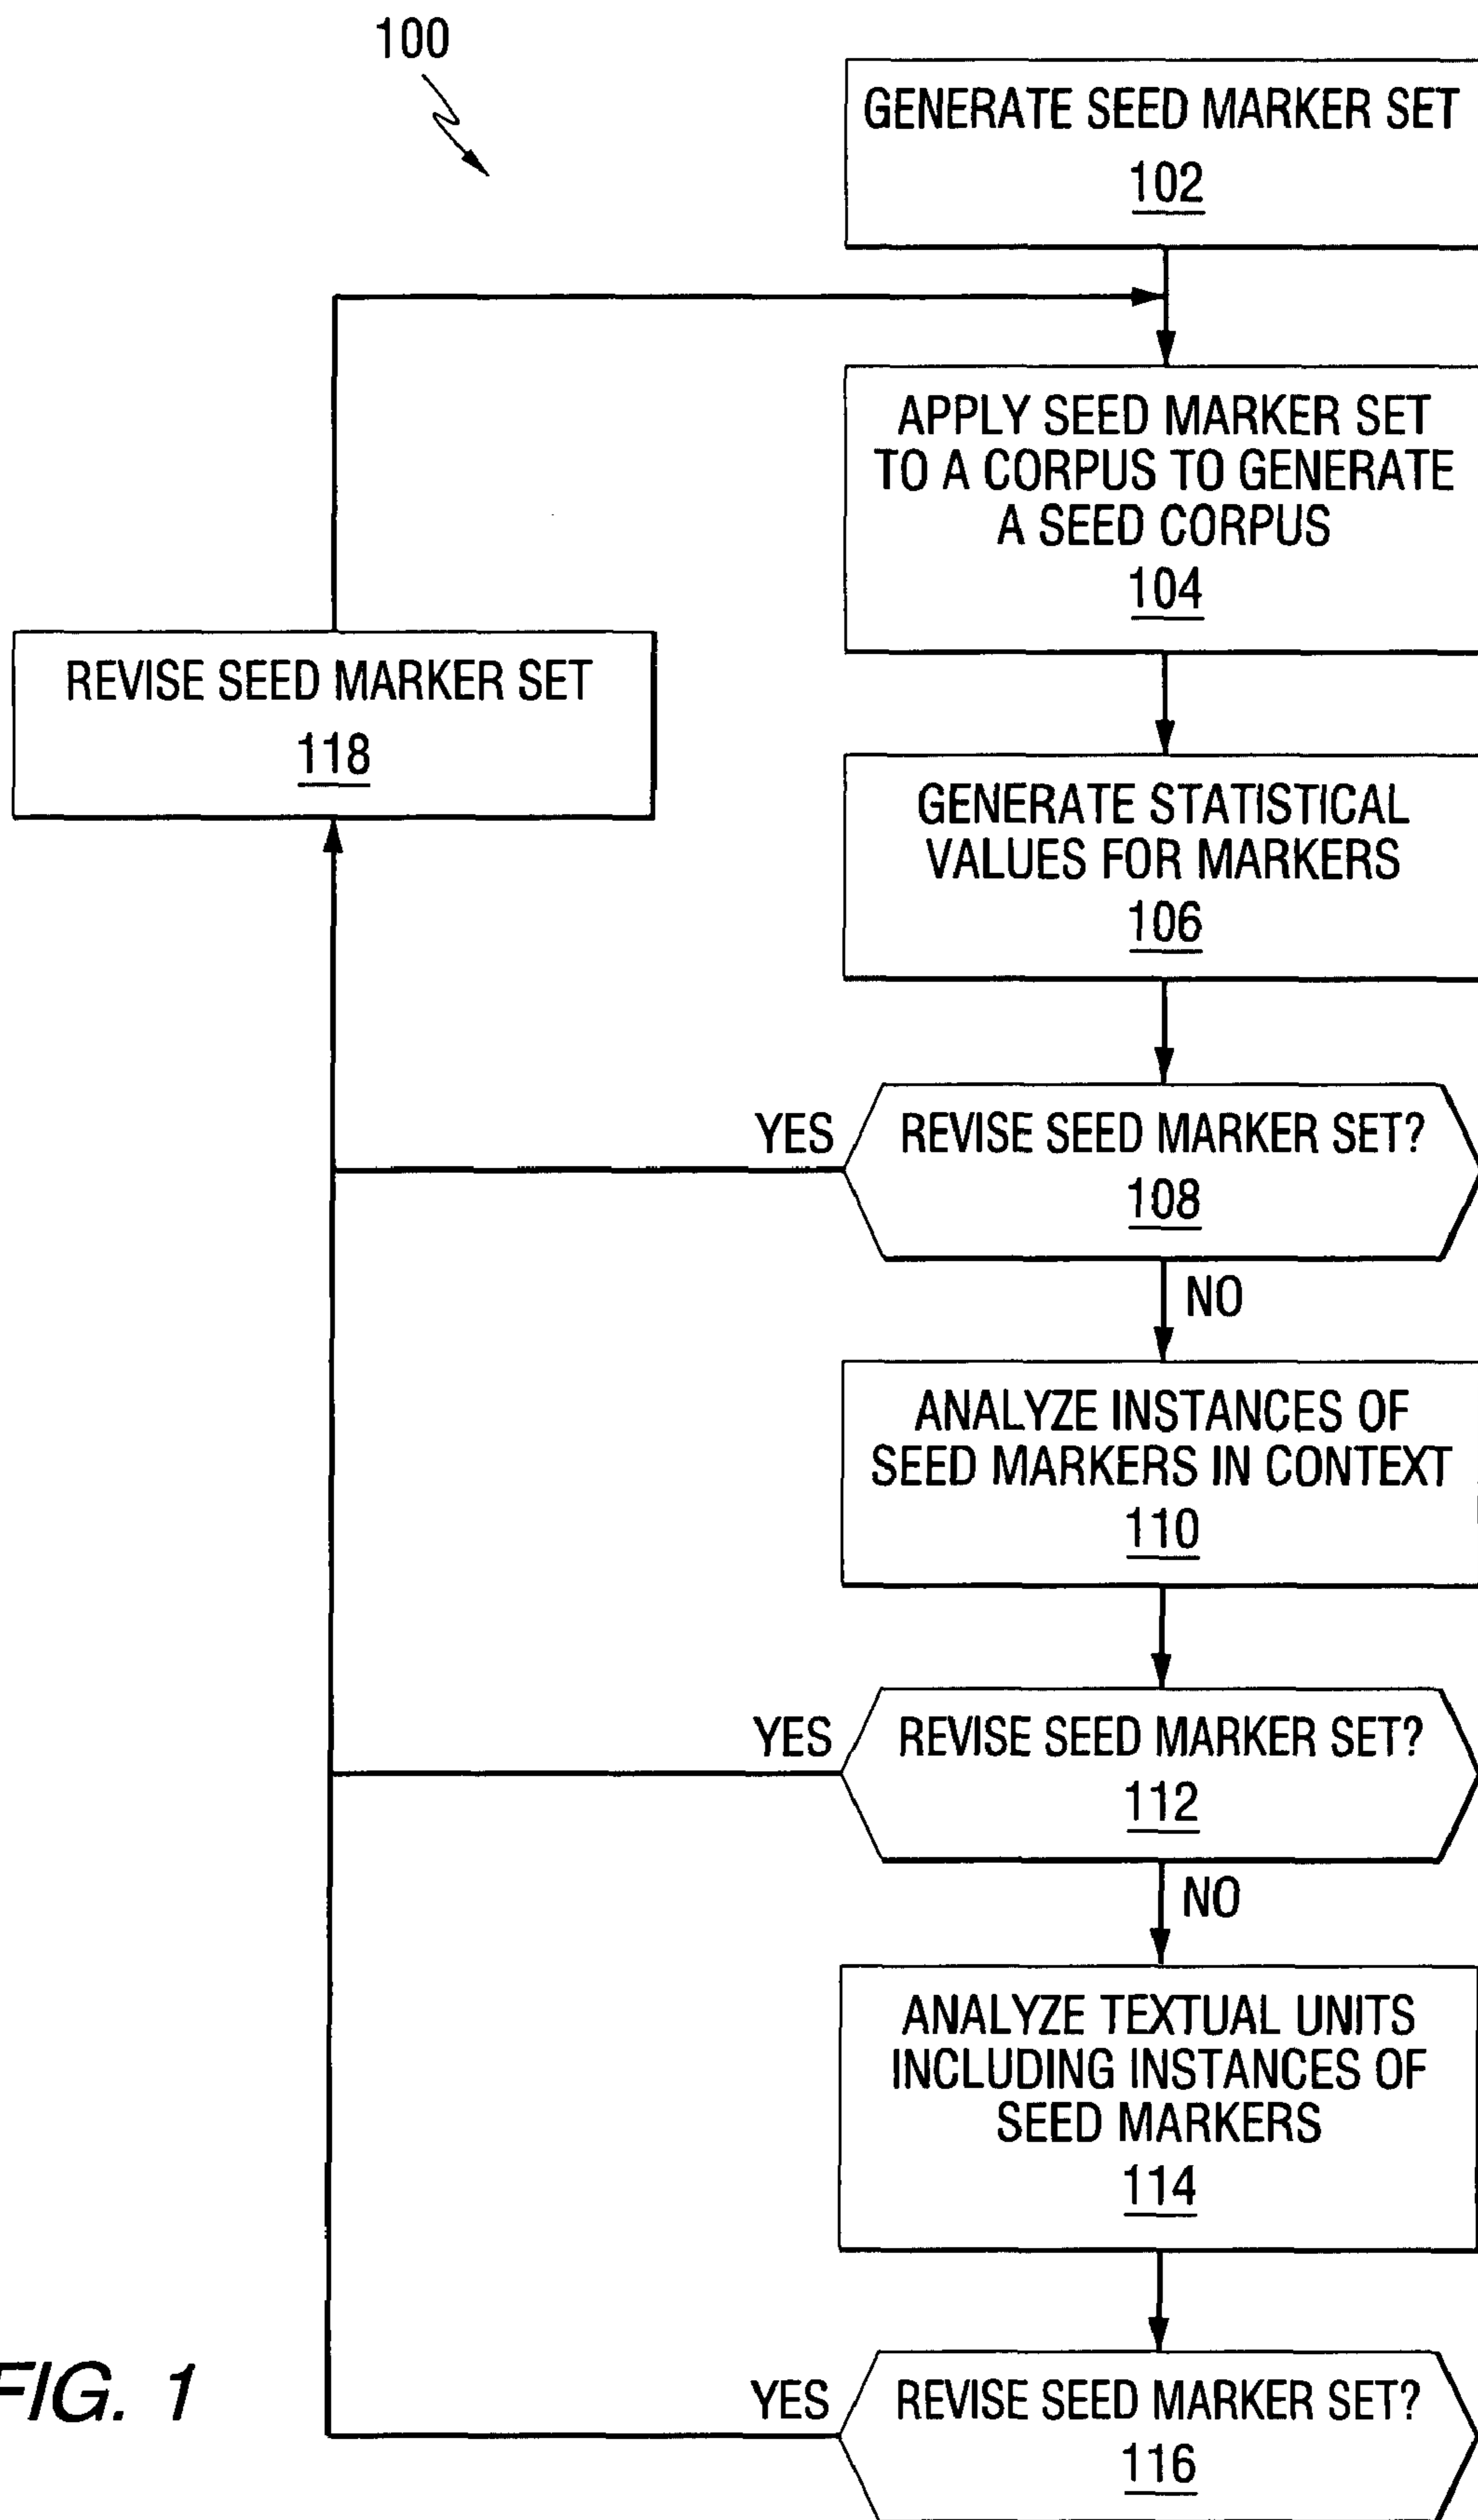 100
GENERATE SEED MARKER SET
102
APPLY SEED MARKER SET
TO A CORPUS TO GENERATE
A SEED CORPUS
104
REVISE SEED MARKER SET
118
GENERATE STATISTICAL
VALUES FOR MARKERS
106
YES
REVISE SEED MARKER SET?
108
NO
ANALYZE INSTANCES OF
SEED MARKERS IN CONTEXT
110
YES
REVISE SEED MARKER SET?
112
NO
ANALYZE TEXTUAL UNITS
INCLUDING INSTANCES OF
SEED MARKERS
114
YES
REVISE SEED MARKER SET?
116
FIG. 1